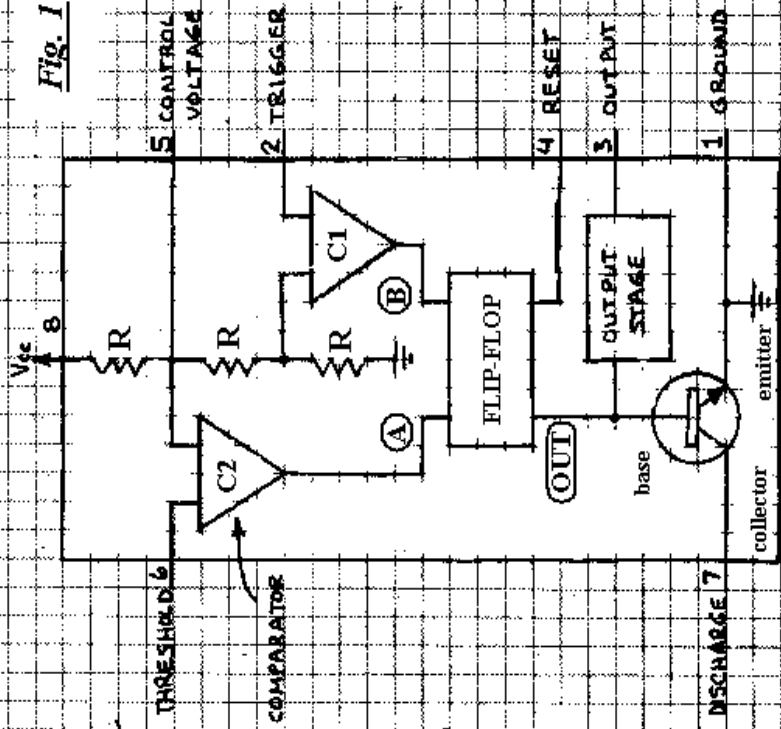 Fig. 1
5 CONTROL
VOLTAGE
2 TRIGGER
4 RESET
3 OUTPUT
1 GROUND
Vcc
8
R
R
R
C1
C2
B
A
FLIP-FLOP
OUT
OUTPUT
STAGE
base
emitter
collector
THRESHOLD 6
COMPARATOR
DISCHARGE 7